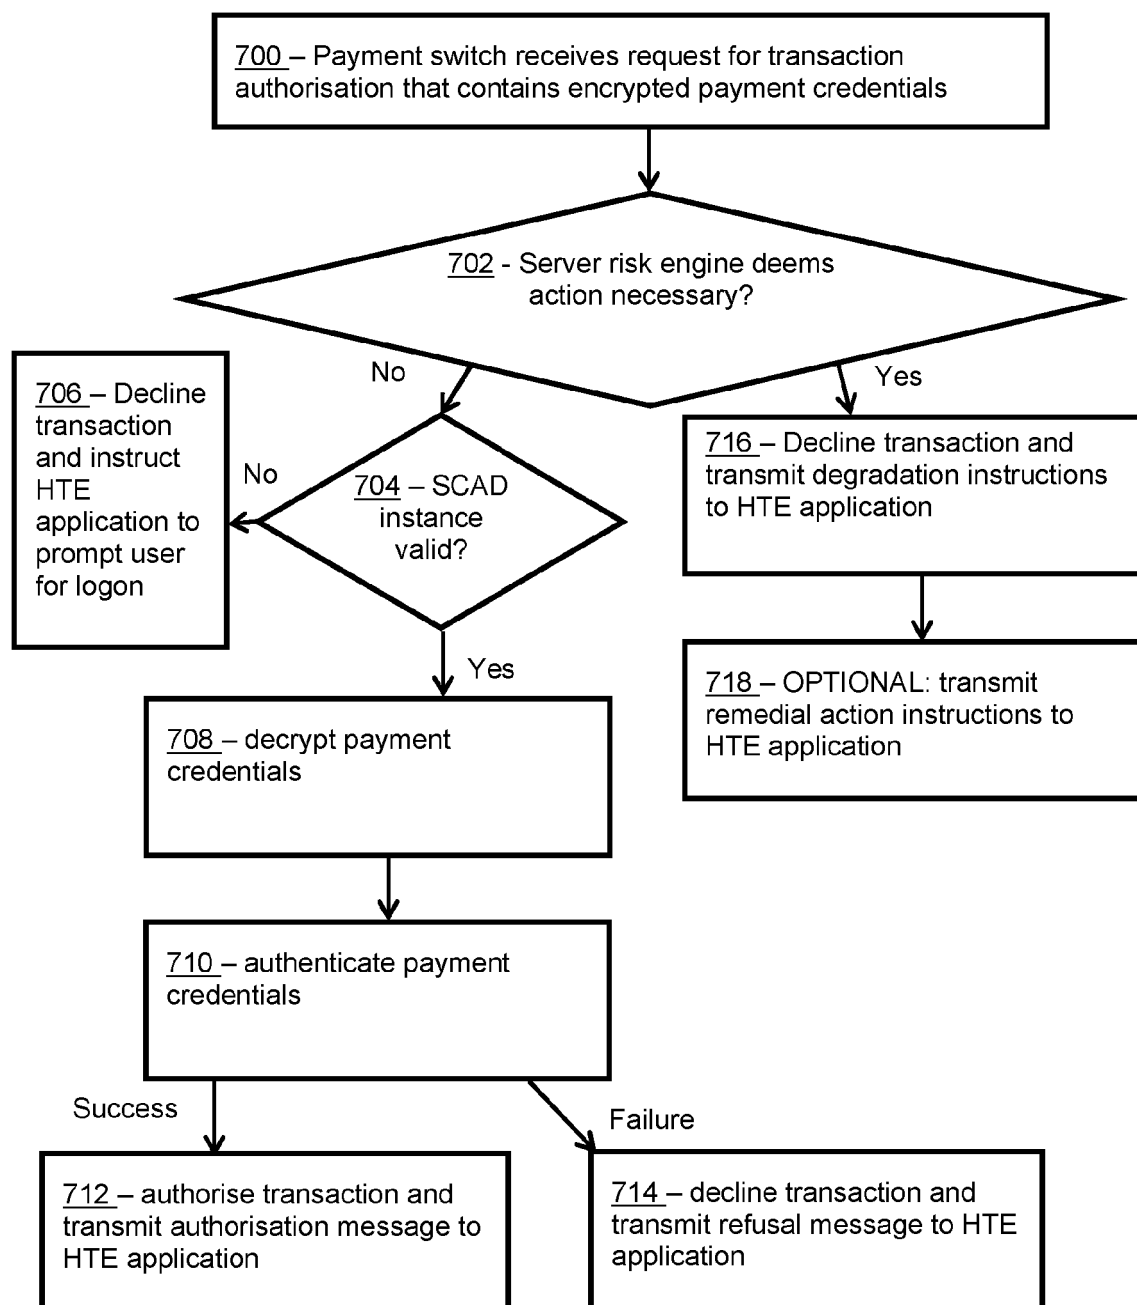 700 – Payment switch receives request for transaction
authorisation that contains encrypted payment credentials
702 - Server risk engine deems
action necessary?
No
Yes
706 – Decline
transaction
and instruct
HTE
application to
prompt user
for logon
No
704 – SCAD
instance
valid?
716 – Decline transaction and
transmit degradation instructions
to HTE application
Yes
718 – OPTIONAL: transmit
remedial action instructions to
HTE application
708 – decrypt payment
credentials
710 – authenticate payment
credentials
Success
Failure
712 – authorise transaction and
transmit authorisation message to
HTE application
714 – decline transaction and
transmit refusal message to HTE
application